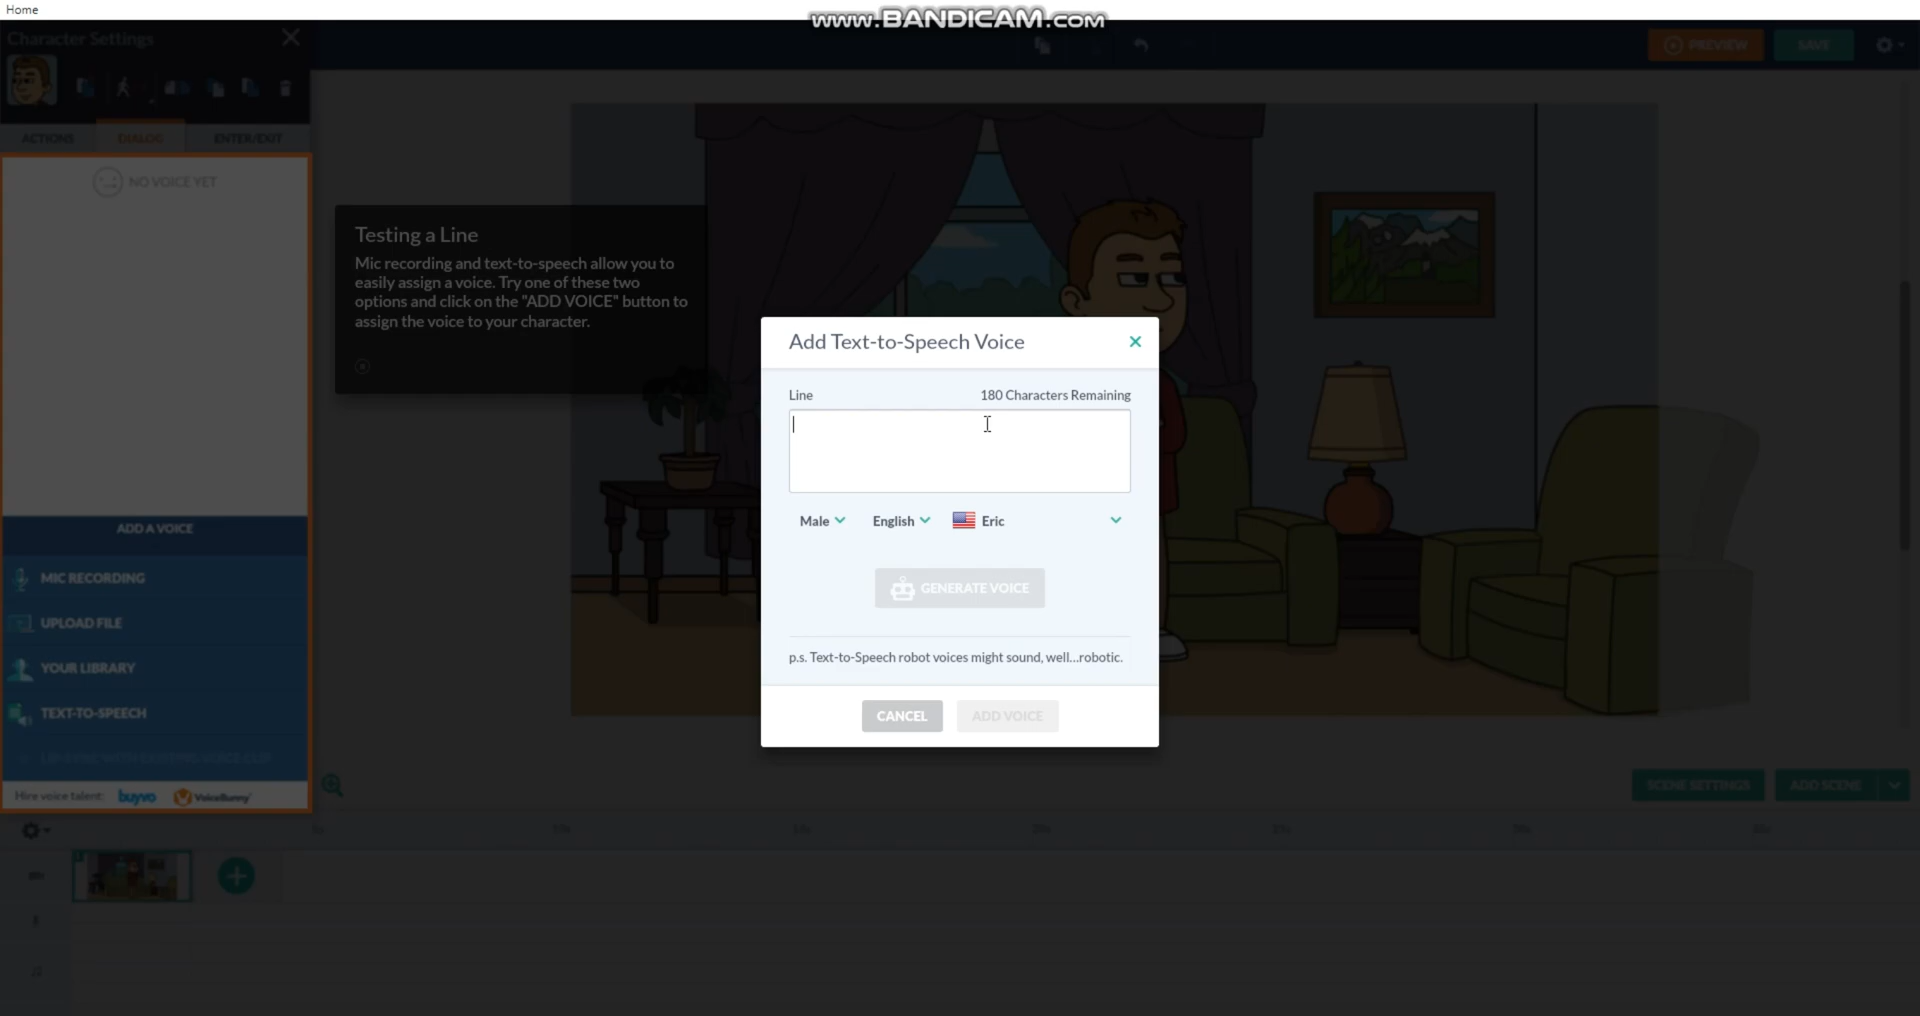 Home
www.BANDICAM.COM
Character Settings
PREVIEW
SAVE
ACTIONS
DIALOG
ENTER/EXIT
NO VOICE YET
Testing a Line
Mic recording and text-to-speech allow you to
easily assign a voice. Try one of these two
options and click on the "ADD VOICE" button to
assign the voice to your character.
Add Text-to-Speech Voice
Line
180 Characters Remaining
Male
English
Eric
GENERATE VOICE
p.s. Text-to-Speech robot voices might sound, well...robotic.
CANCEL
ADD VOICE
ADD A VOICE
MIC RECORDING
UPLOAD FILE
YOUR LIBRARY
TEXT-TO-SPEECH
Hire voice talent:
buyvo
VoiceBunny
SCENE SETTINGS
ADD SCENE
10s